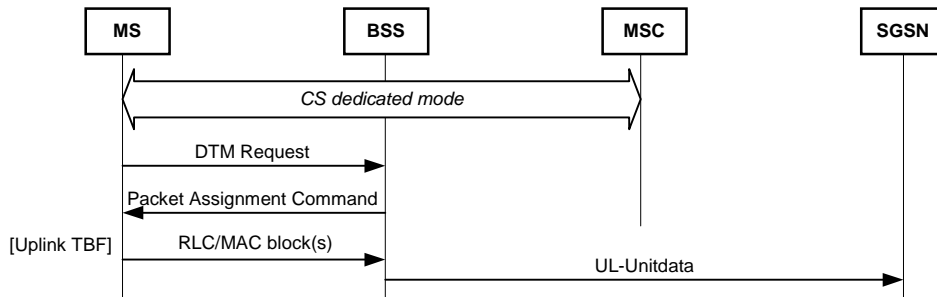 MS BSS MSC SGSN
CS dedicated mode
DTM Request
Packet Assignment Command
[Uplink TBF] RLC/MAC block(s)
UL-Unitdata